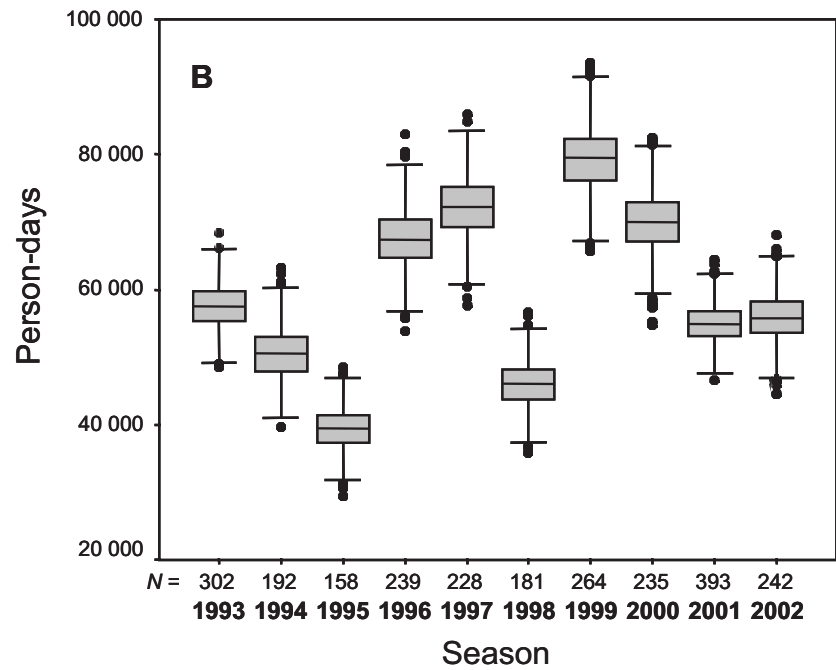 100 000
B
80 000
60 000
40 000
20 000
Person-days
N = 302 192 158 239 228 181 264 235 393 242
1993 1994 1995 1996 1997 1998 1999 2000 2001 2002
Season